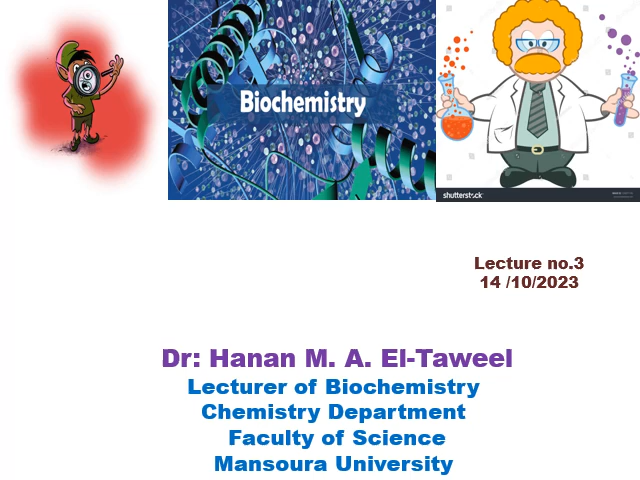 Biochemistry
shutterstock
Lecture no.3
14 /10/2023
Dr: Hanan M. A. El-Taweel
Lecturer of Biochemistry
Chemistry Department
Faculty of Science
Mansoura University